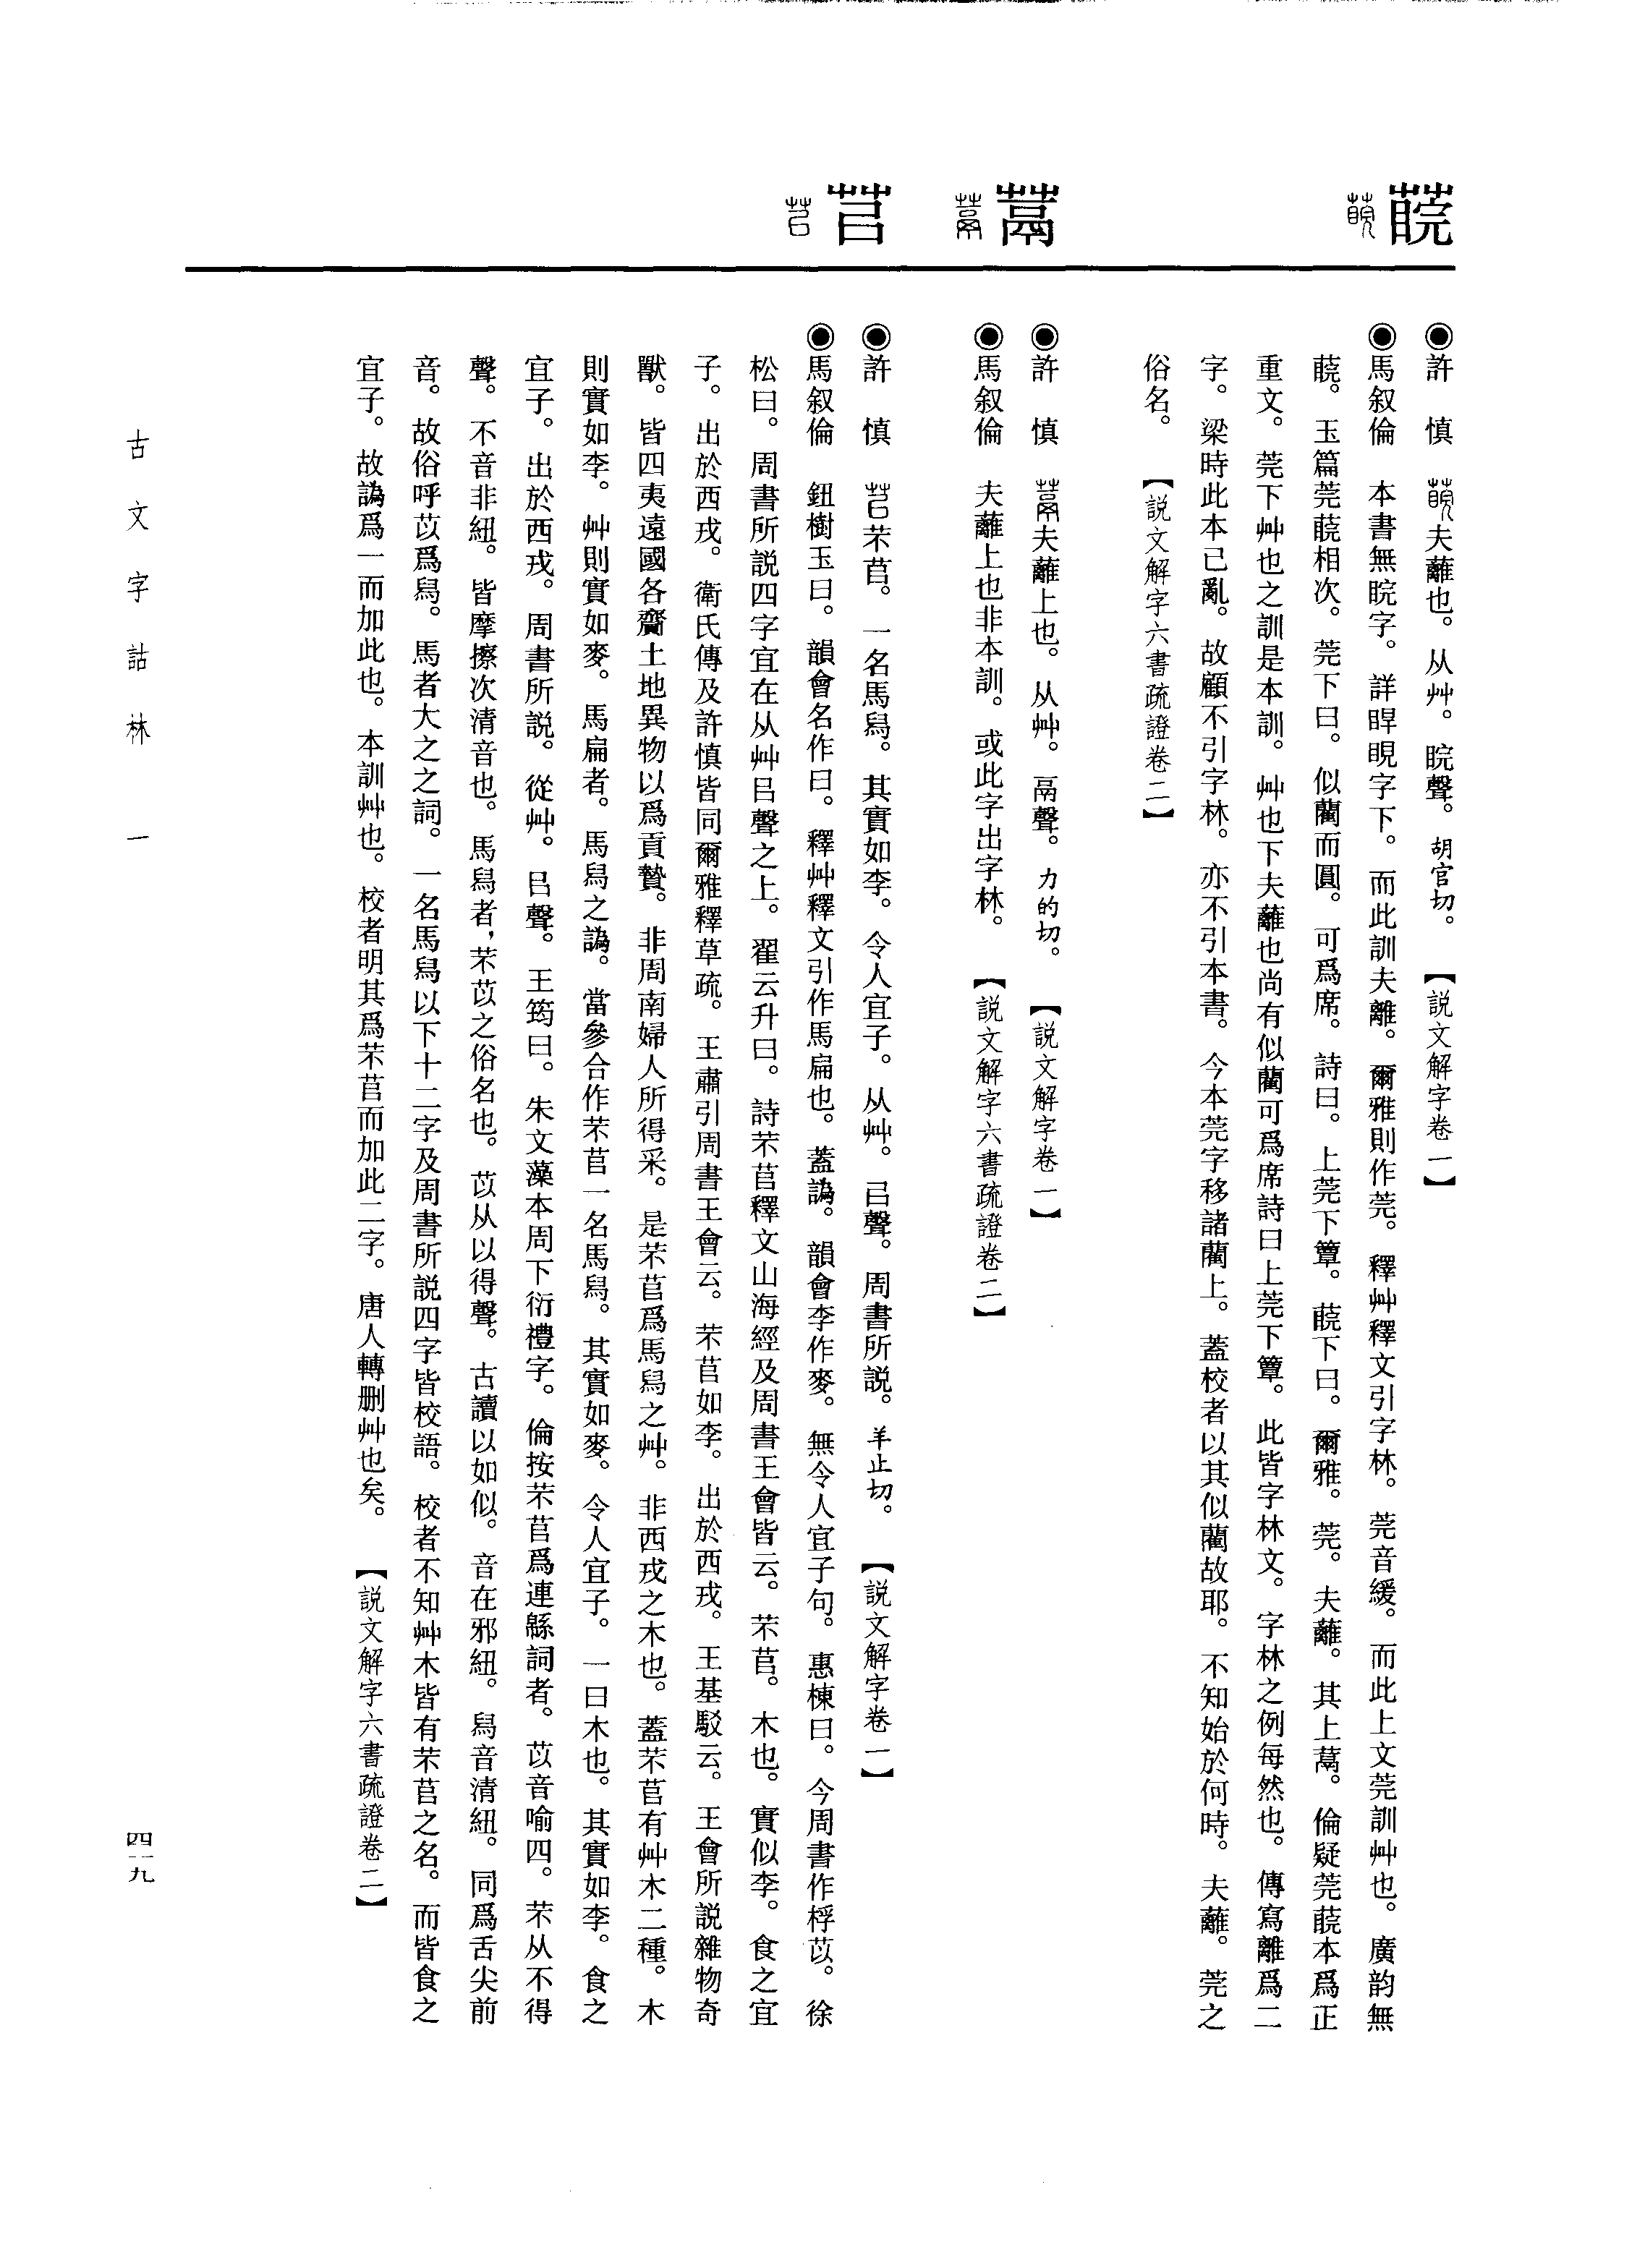 䕠 䕠
◉許　慎　䕠夫蘺也。从艸。睆聲。胡官切。　【説文解字卷一】
◉馬叙倫　本書無睆字。詳睅睍字下。而此訓夫離。爾雅則作莞。釋艸釋文引字林。莞音緩。而此上文莞訓艸也。廣韵無
䕠。玉篇莞䕠相次。莞下曰。似藺而圓。可爲席。詩曰。上莞下簟。䕠下曰。爾雅。莞。夫蘺。其上蒚。倫疑莞䕠本爲正
重文。莞下艸也之訓是本訓。艸也下夫蘺也尚有似藺可爲席詩曰上莞下簟。此皆字林文。字林之例每然也。傳寫離爲二
字。梁時此本已亂。故顧不引字林。亦不引本書。今本莞字移諸藺上。蓋校者以其似藺故耶。不知始於何時。夫蘺。莞之
俗名。　【説文解字六書疏證卷二】
蒚 蒚
◉許　慎　蒚夫蘺上也。从艸。鬲聲。力的切。　【説文解字卷一】
◉馬叙倫　夫蘺上也非本訓。或此字出字林。　【説文解字六書疏證卷二】
苢 苢
◉許　慎　苢芣苢。一名馬舄。其實如李。令人宜子。从艸。㠯聲。周書所説。羊止切。　【説文解字卷一】
◉馬叙倫　鈕樹玉曰。韻會名作曰。釋艸釋文引作馬扁也。蓋譌。韻會李作麥。無令人宜子句。惠棟曰。今周書作桴苡。徐
松曰。周書所説四字宜在从艸㠯聲之上。翟云升曰。詩芣苢釋文山海經及周書王會皆云。芣苢。木也。實似李。食之宜
子。出於西戎。衛氏傳及許慎皆同爾雅釋草疏。王肅引周書王會云。芣苢如李。出於西戎。王基駁云。王會所説雜物奇
獸。皆四夷遠國各齎土地異物以爲貢贄。非周南婦人所得采。是芣苢爲馬舄之艸。非西戎之木也。蓋芣苢有艸木二種。木
則實如李。艸則實如麥。馬扁者。馬舄之譌。當參合作芣苢一名馬舄。其實如麥。令人宜子。一曰木也。其實如李。食之
宜子。出於西戎。周書所説。從艸。㠯聲。王筠曰。朱文藻本周下衍禮字。倫按芣苢爲連緜詞者。苡音喻四。芣从不得
聲。不音非紐。皆摩擦次清音也。馬舄者，芣苡之俗名也。苡从以得聲。古讀以如似。音在邪紐。舄音清紐。同爲舌尖前
音。故俗呼苡爲舄。馬者大之之詞。一名馬舄以下十二字及周書所説四字皆校語。校者不知艸木皆有芣苢之名。而皆食之
宜子。故譌爲一而加此也。本訓艸也。校者明其爲芣苢而加此二字。唐人轉删艸也矣。　【説文解字六書疏證卷二】
古文字詁林　一
四一九